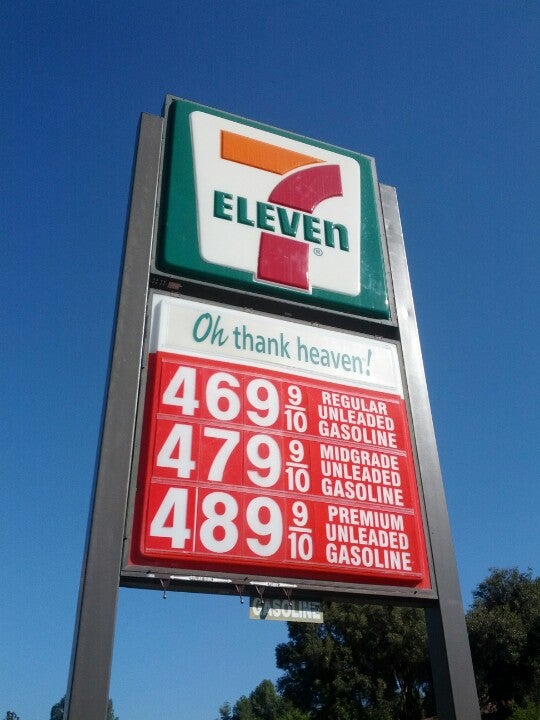 7
ELEVEn
®
Oh thank heaven!
469 9/10 REGULAR
UNLEADED
GASOLINE
479 9/10 MIDGRADE
UNLEADED
GASOLINE
489 9/10 PREMIUM
UNLEADED
GASOLINE
GASOLINE